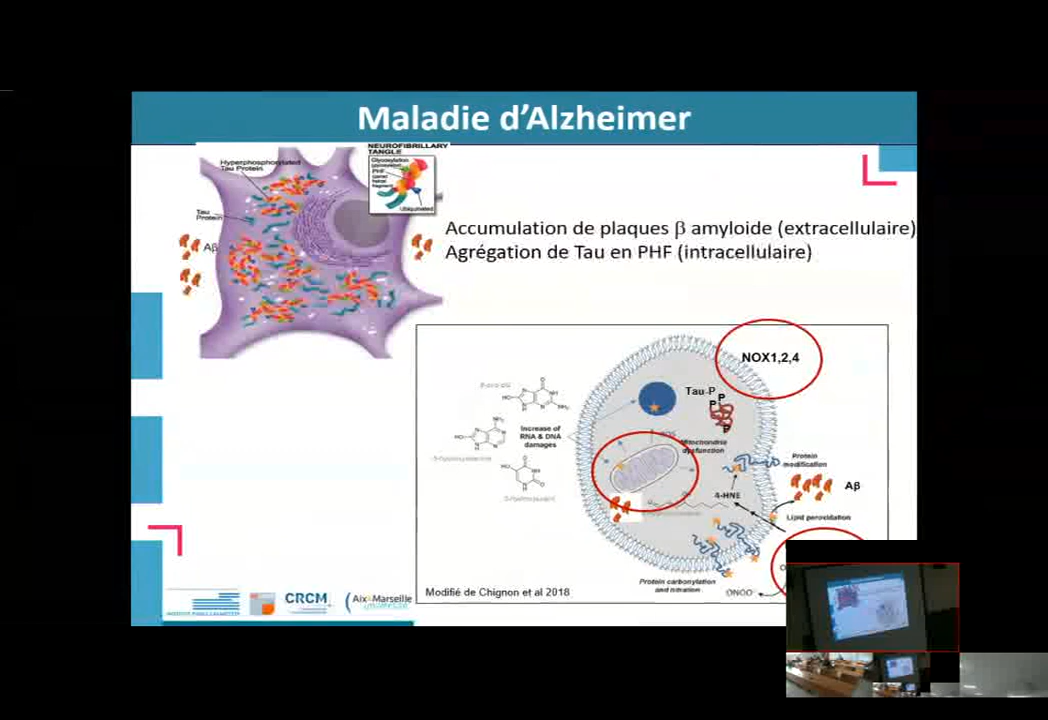 Maladie d'Alzheimer
NEUROFIBRILLARY
TANGLE
Hyperphosphorylated
Tau Protein
PHF
Ubiquitinated
Tau
Protein
Aβ
Accumulation de plaques β amyloide (extracellulaire)
Agrégation de Tau en PHF (intracellulaire)
NOX1,2,4
Tau-P
P
P
P
Increase of
RNA & DNA
damages
Mitochondria
dysfunction
Protein
modification
4-HNE
Aβ
Lipid peroxidation
Protein carbonylation
and nitration
ONOO
Modifié de Chignon et al 2018
CRCM
Aix Marseille